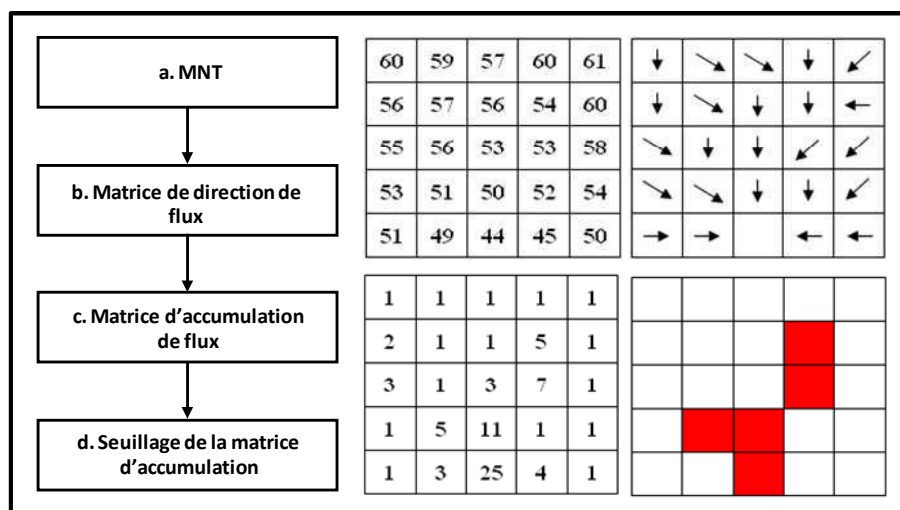 a. MNT
b. Matrice de direction de
flux
c. Matrice d'accumulation
de flux
d. Seuillage de la matrice
d'accumulation
60 59 57 60 61
56 57 56 54 60
55 56 53 53 58
53 51 50 52 54
51 49 44 45 50
1 1 1 1 1
2 1 1 5 1
3 1 3 7 1
1 5 11 1 1
1 3 25 4 1